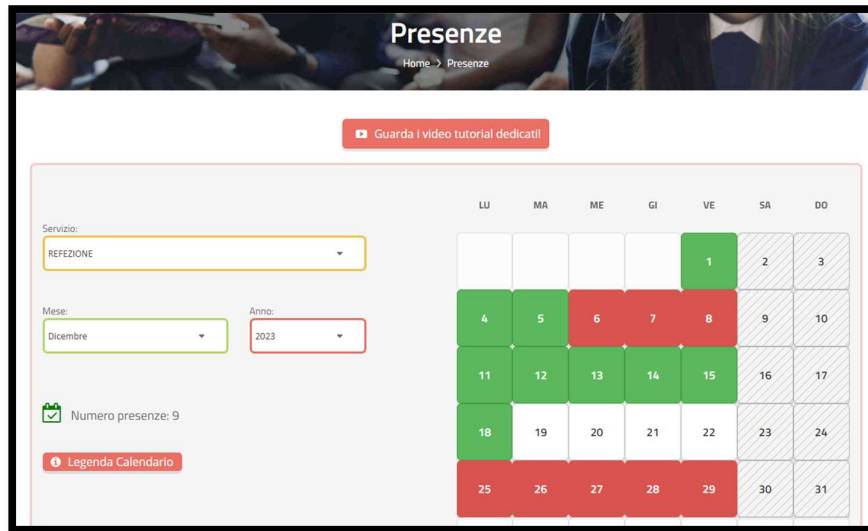 Presenze
Home > Presenze
Guarda i video tutorial dedicati!
Servizio:
REFEZIONE
Mese:
Anno:
Dicembre
2023
Numero presenze: 9
Legenda Calendario
LU MA ME GI VE SA DO
1 2 3
4 5 6 7 8 9 10
11 12 13 14 15 16 17
18 19 20 21 22 23 24
25 26 27 28 29 30 31